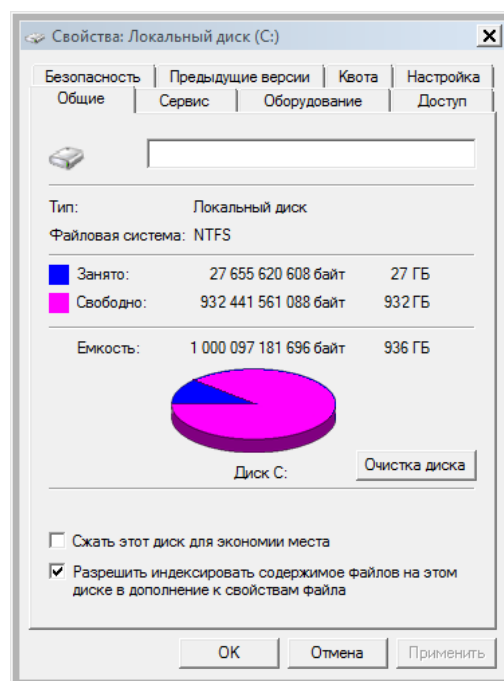 Свойства: Локальный диск (C:)
Безопасность Предыдущие версии Квота Настройка
Общие Сервис Оборудование Доступ
Тип: Локальный диск
Файловая система: NTFS
Занято: 27 655 620 608 байт 27 ГБ
Свободно: 932 441 561 088 байт 932 ГБ
Емкость: 1 000 097 181 696 байт 936 ГБ
Диск C:
Очистка диска
Сжать этот диск для экономии места
Разрешить индексировать содержимое файлов на этом
диске в дополнение к свойствам файла
OK Отмена Применить